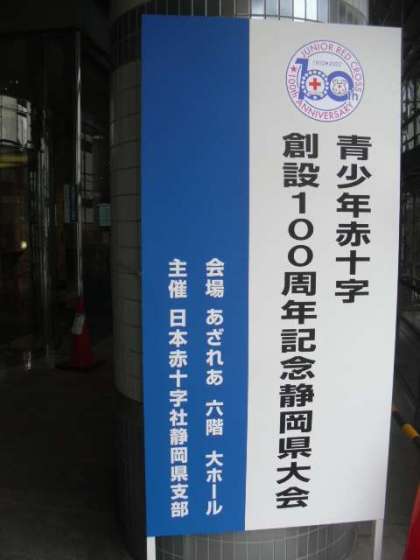 JUNIOR RED CROSS
100th
ANNIVERSARY
青少年赤十字
創設100周年記念静岡県大会
会場 あざれあ 六階 大ホール
主催 日本赤十字社静岡県支部